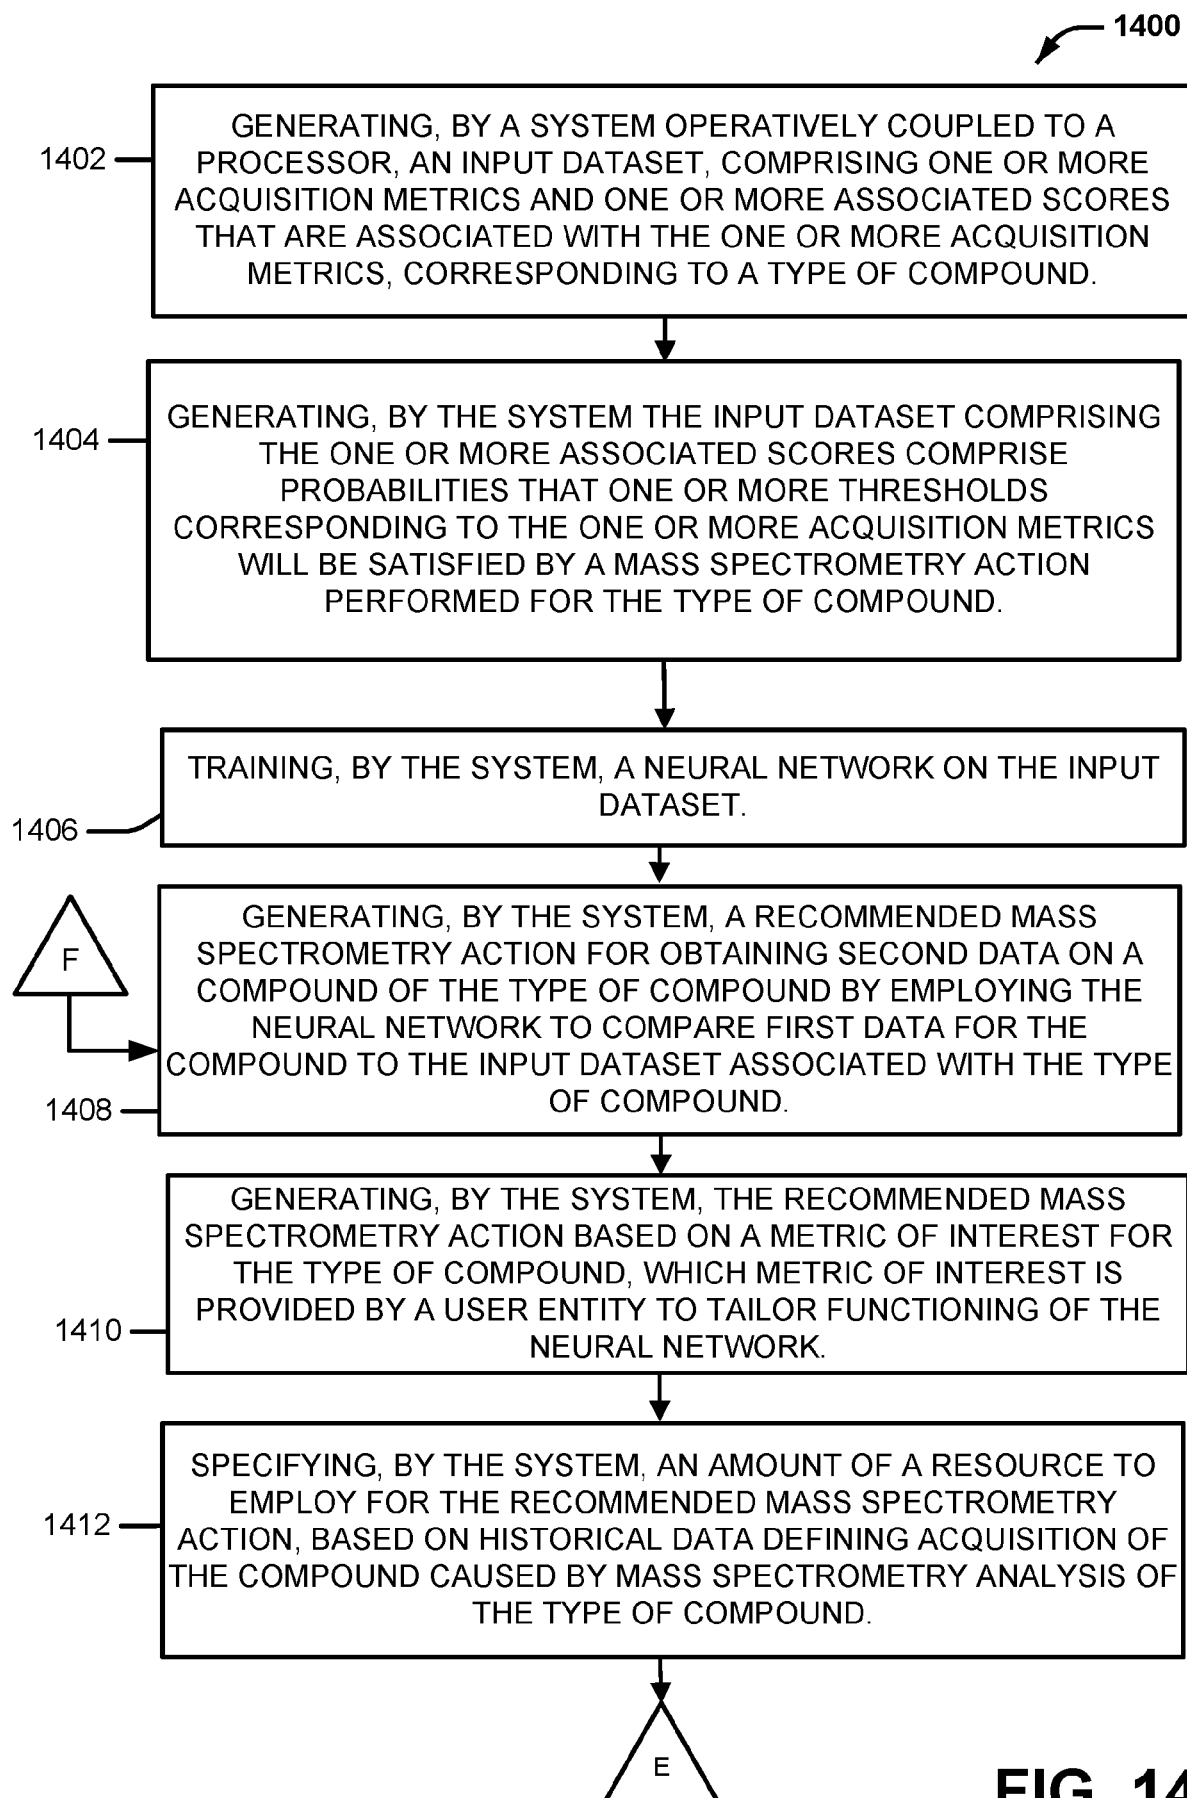 1400
1402
GENERATING, BY A SYSTEM OPERATIVELY COUPLED TO A
PROCESSOR, AN INPUT DATASET, COMPRISING ONE OR MORE
ACQUISITION METRICS AND ONE OR MORE ASSOCIATED SCORES
THAT ARE ASSOCIATED WITH THE ONE OR MORE ACQUISITION
METRICS, CORRESPONDING TO A TYPE OF COMPOUND.
1404
GENERATING, BY THE SYSTEM THE INPUT DATASET COMPRISING
THE ONE OR MORE ASSOCIATED SCORES COMPRISE
PROBABILITIES THAT ONE OR MORE THRESHOLDS
CORRESPONDING TO THE ONE OR MORE ACQUISITION METRICS
WILL BE SATISFIED BY A MASS SPECTROMETRY ACTION
PERFORMED FOR THE TYPE OF COMPOUND.
1406
TRAINING, BY THE SYSTEM, A NEURAL NETWORK ON THE INPUT
DATASET.
F
1408
GENERATING, BY THE SYSTEM, A RECOMMENDED MASS
SPECTROMETRY ACTION FOR OBTAINING SECOND DATA ON A
COMPOUND OF THE TYPE OF COMPOUND BY EMPLOYING THE
NEURAL NETWORK TO COMPARE FIRST DATA FOR THE
COMPOUND TO THE INPUT DATASET ASSOCIATED WITH THE TYPE
OF COMPOUND.
1410
GENERATING, BY THE SYSTEM, THE RECOMMENDED MASS
SPECTROMETRY ACTION BASED ON A METRIC OF INTEREST FOR
THE TYPE OF COMPOUND, WHICH METRIC OF INTEREST IS
PROVIDED BY A USER ENTITY TO TAILOR FUNCTIONING OF THE
NEURAL NETWORK.
1412
SPECIFYING, BY THE SYSTEM, AN AMOUNT OF A RESOURCE TO
EMPLOY FOR THE RECOMMENDED MASS SPECTROMETRY
ACTION, BASED ON HISTORICAL DATA DEFINING ACQUISITION OF
THE COMPOUND CAUSED BY MASS SPECTROMETRY ANALYSIS OF
THE TYPE OF COMPOUND.
E
FIG. 14